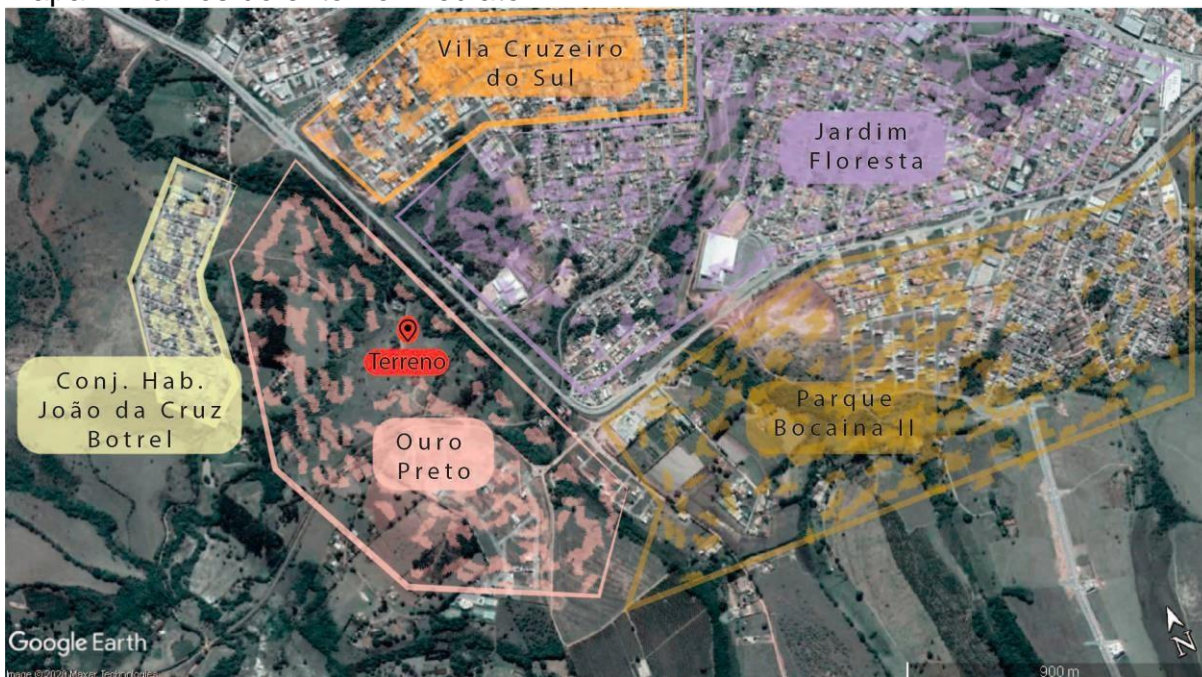 Vila Cruzeiro
do Sul
Jardim
Floresta
Terreno
Conj. Hab.
João da Cruz
Botrel
Ouro
Preto
Parque
Bocaina II
Google Earth
Technologies
900 m
N